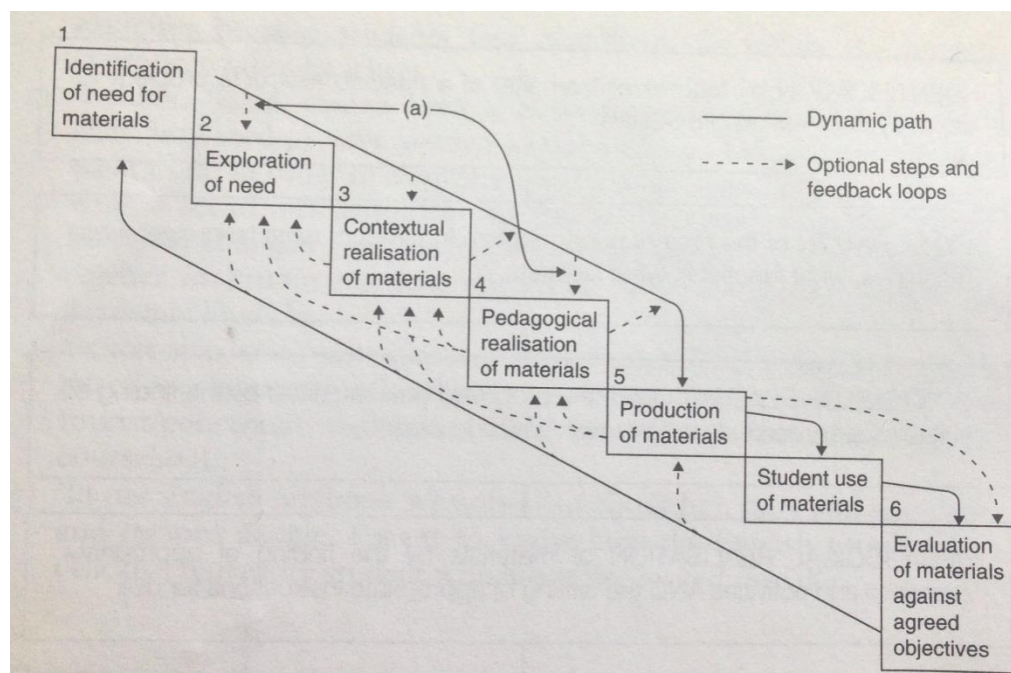 1
Identification
of need for
materials
2
Exploration
of need
3
Contextual
realisation
of materials
4
Pedagogical
realisation
of materials
5
Production
of materials
Student use
of materials
6
Evaluation
of materials
against
agreed
objectives
(a)
Dynamic path
Optional steps and
feedback loops